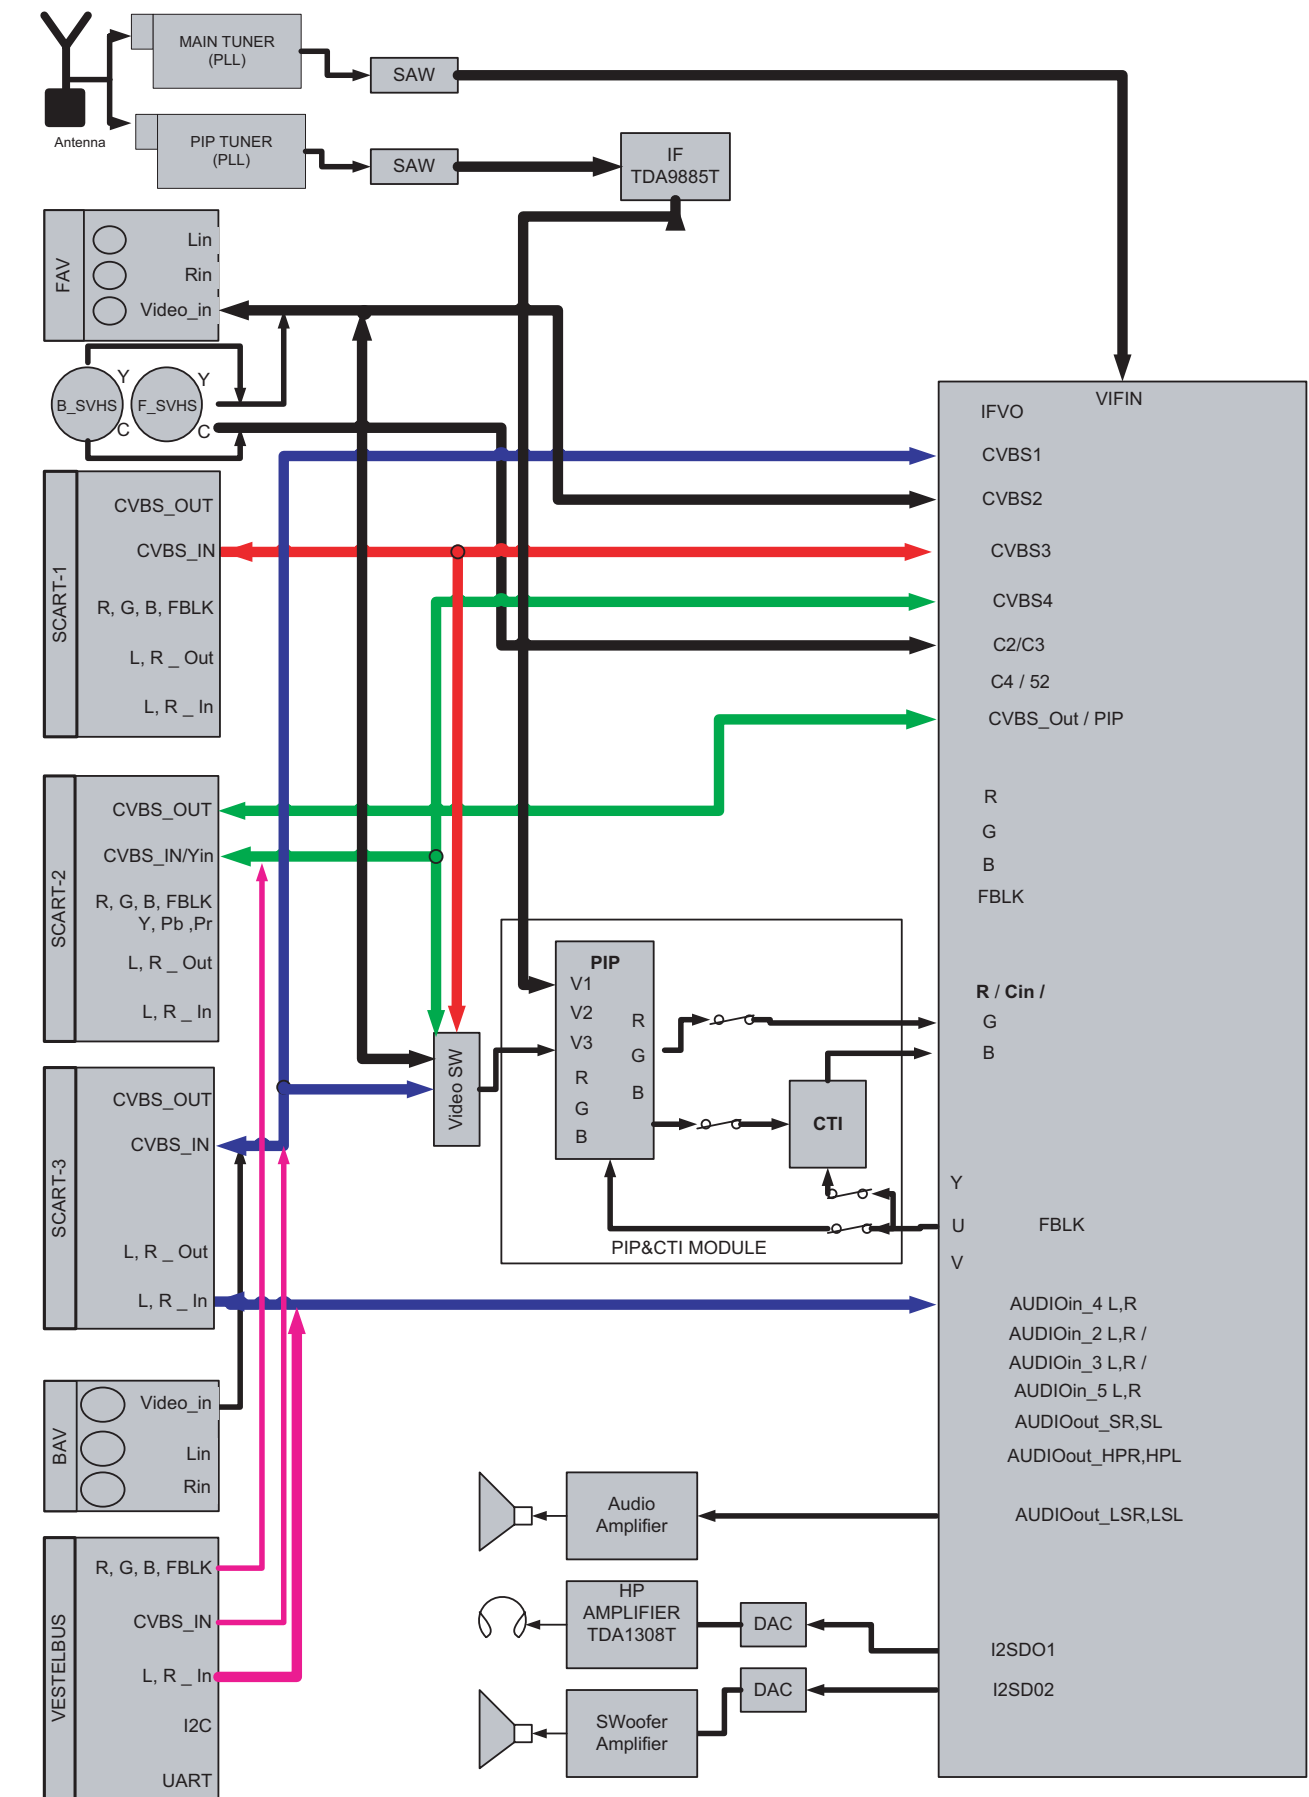 MAIN TUNER
(PLL)
SAW
Antenna
PIP TUNER
(PLL)
SAW
IF
TDA9885T
FAV
Lin
Rin
Video_in
B_SVHS
Y
C
F_SVHS
Y
C
SCART-1
CVBS_OUT
CVBS_IN
R, G, B, FBLK
L, R _ Out
L, R _ In
SCART-2
CVBS_OUT
CVBS_IN/Yin
R, G, B, FBLK
Y, Pb ,Pr
L, R _ Out
L, R _ In
SCART-3
CVBS_OUT
CVBS_IN
L, R _ Out
L, R _ In
BAV
Video_in
Lin
Rin
VESTELBUS
R, G, B, FBLK
CVBS_IN
L, R _ In
I2C
UART
Video SW
PIP
V1
V2
V3
R
G
B
R
G
B
CTI
PIP&CTI MODULE
VIFIN
IFVO
CVBS1
CVBS2
CVBS3
CVBS4
C2/C3
C4 / 52
CVBS_Out / PIP
R
G
B
FBLK
R / Cin /
G
B
Y
U
FBLK
V
AUDIOin_4 L,R
AUDIOin_2 L,R /
AUDIOin_3 L,R /
AUDIOin_5 L,R
AUDIOout_SR,SL
AUDIOout_HPR,HPL
AUDIOout_LSR,LSL
I2SDO1
I2SD02
Audio
Amplifier
HP
AMPLIFIER
TDA1308T
DAC
DAC
SWoofer
Amplifier